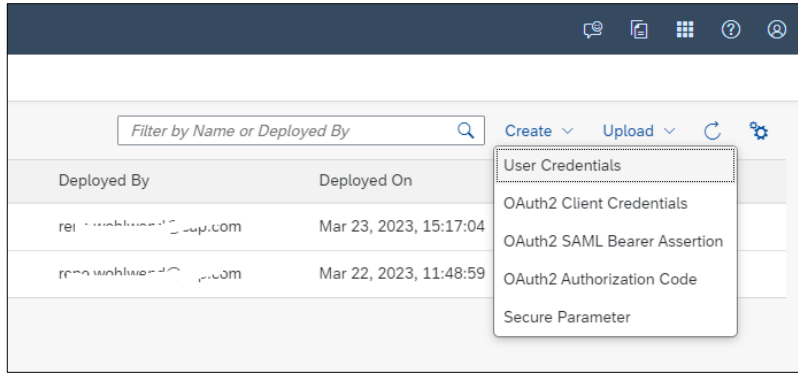 Filter by Name or Deployed By Create Upload
Deployed By Deployed On
Mar 23, 2023, 15:17:04
Mar 22, 2023, 11:48:59
User Credentials
OAuth2 Client Credentials
OAuth2 SAML Bearer Assertion
OAuth2 Authorization Code
Secure Parameter